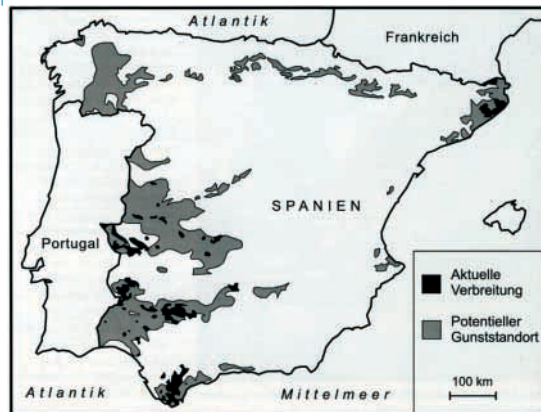 Atlantik
Frankreich
SPANIEN
Portugal
Aktuelle
Verbreitung
Potentieller
Gunststandort
100 km
Atlantik
Mittelmeer